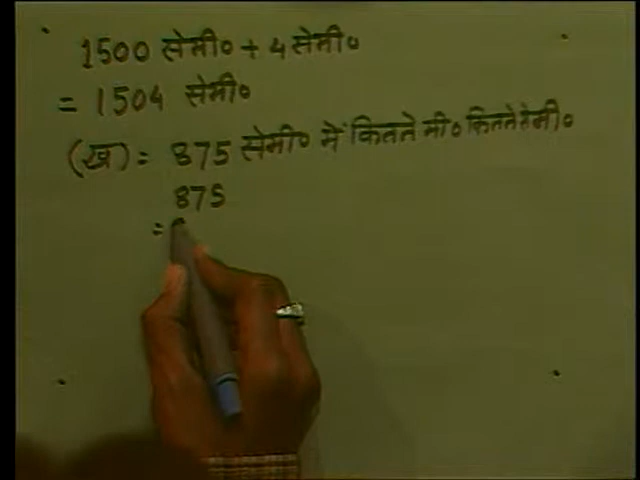 1500 सेमी० + 4 सेमी०
= 1504 सेमी०
(ख) = 875 सेमी० में कितने मी० कितने सेमी०
875
=